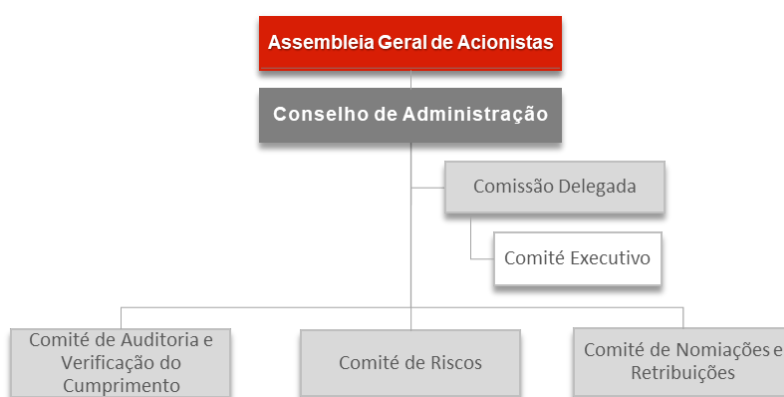 Assembleia Geral de Acionistas
Conselho de Administração
Comissão Delegada
Comité Executivo
Comité de Auditoria e
Verificação do
Cumprimento
Comité de Riscos
Comité de Nomiações e
Retribuições